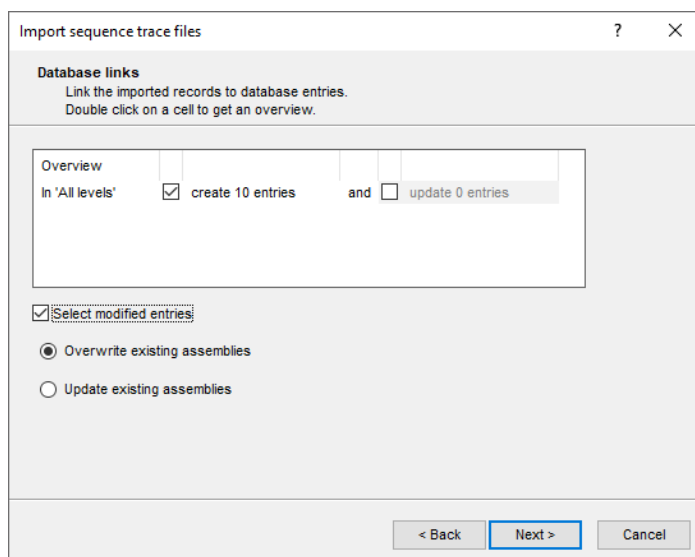 Import sequence trace files
?
Database links
Link the imported records to database entries.
Double click on a cell to get an overview.
Overview
In 'All levels' create 10 entries and update 0 entries
Select modified entries
Overwrite existing assemblies
Update existing assemblies
< Back Next > Cancel